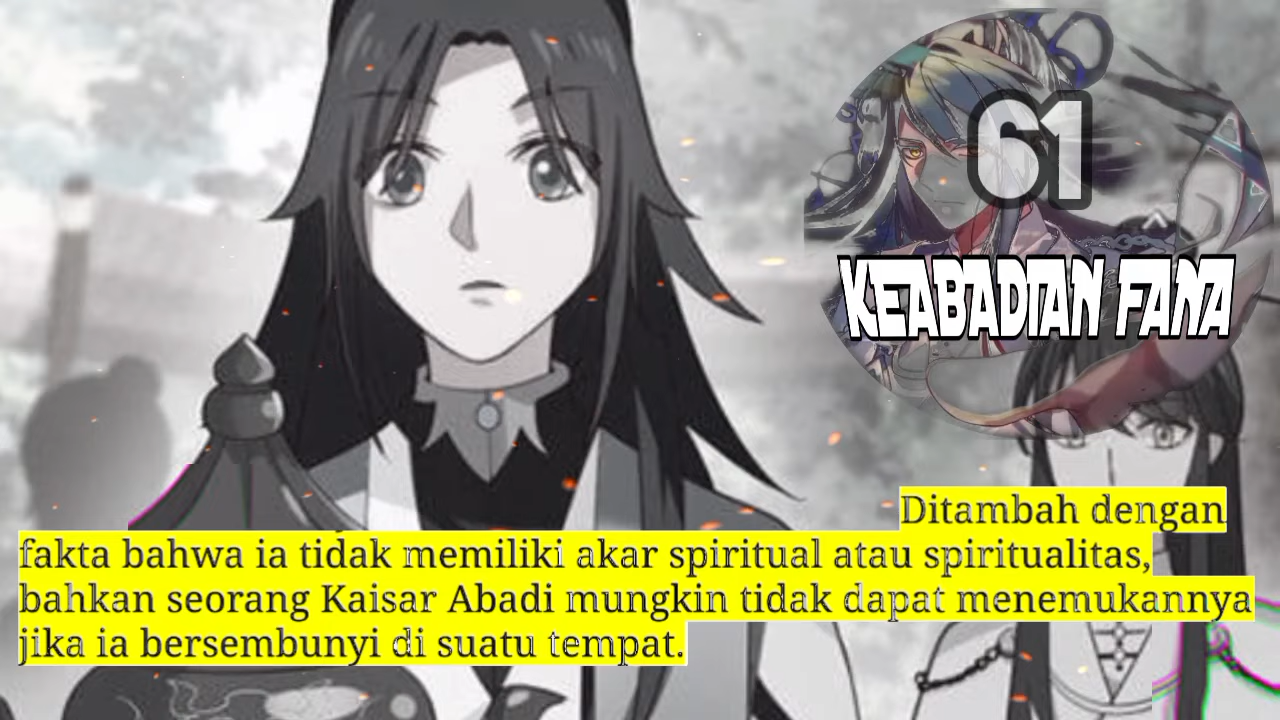 61
KEABADIAN FANA
Ditambah dengan
fakta bahwa ia tidak memiliki akar spiritual atau spiritualitas,
bahkan seorang Kaisar Abadi mungkin tidak dapat menemukannya
jika ia bersembunyi di suatu tempat.